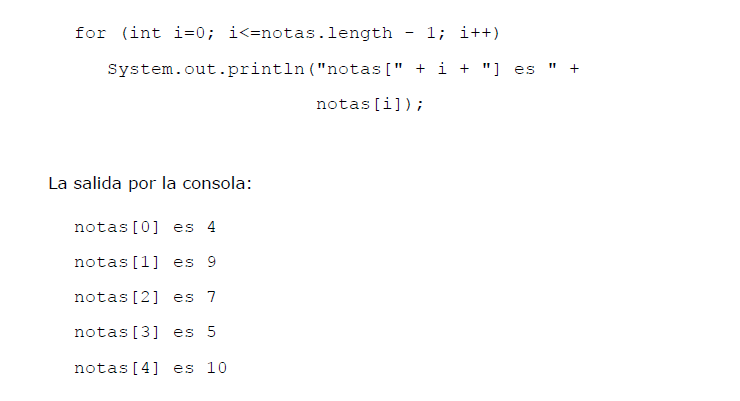 for (int i=0; i<=notas.length - 1; i++)
System.out.println("notas[" + i + "] es " +
notas[i]);
La salida por la consola:
notas[0] es 4
notas[1] es 9
notas[2] es 7
notas[3] es 5
notas[4] es 10